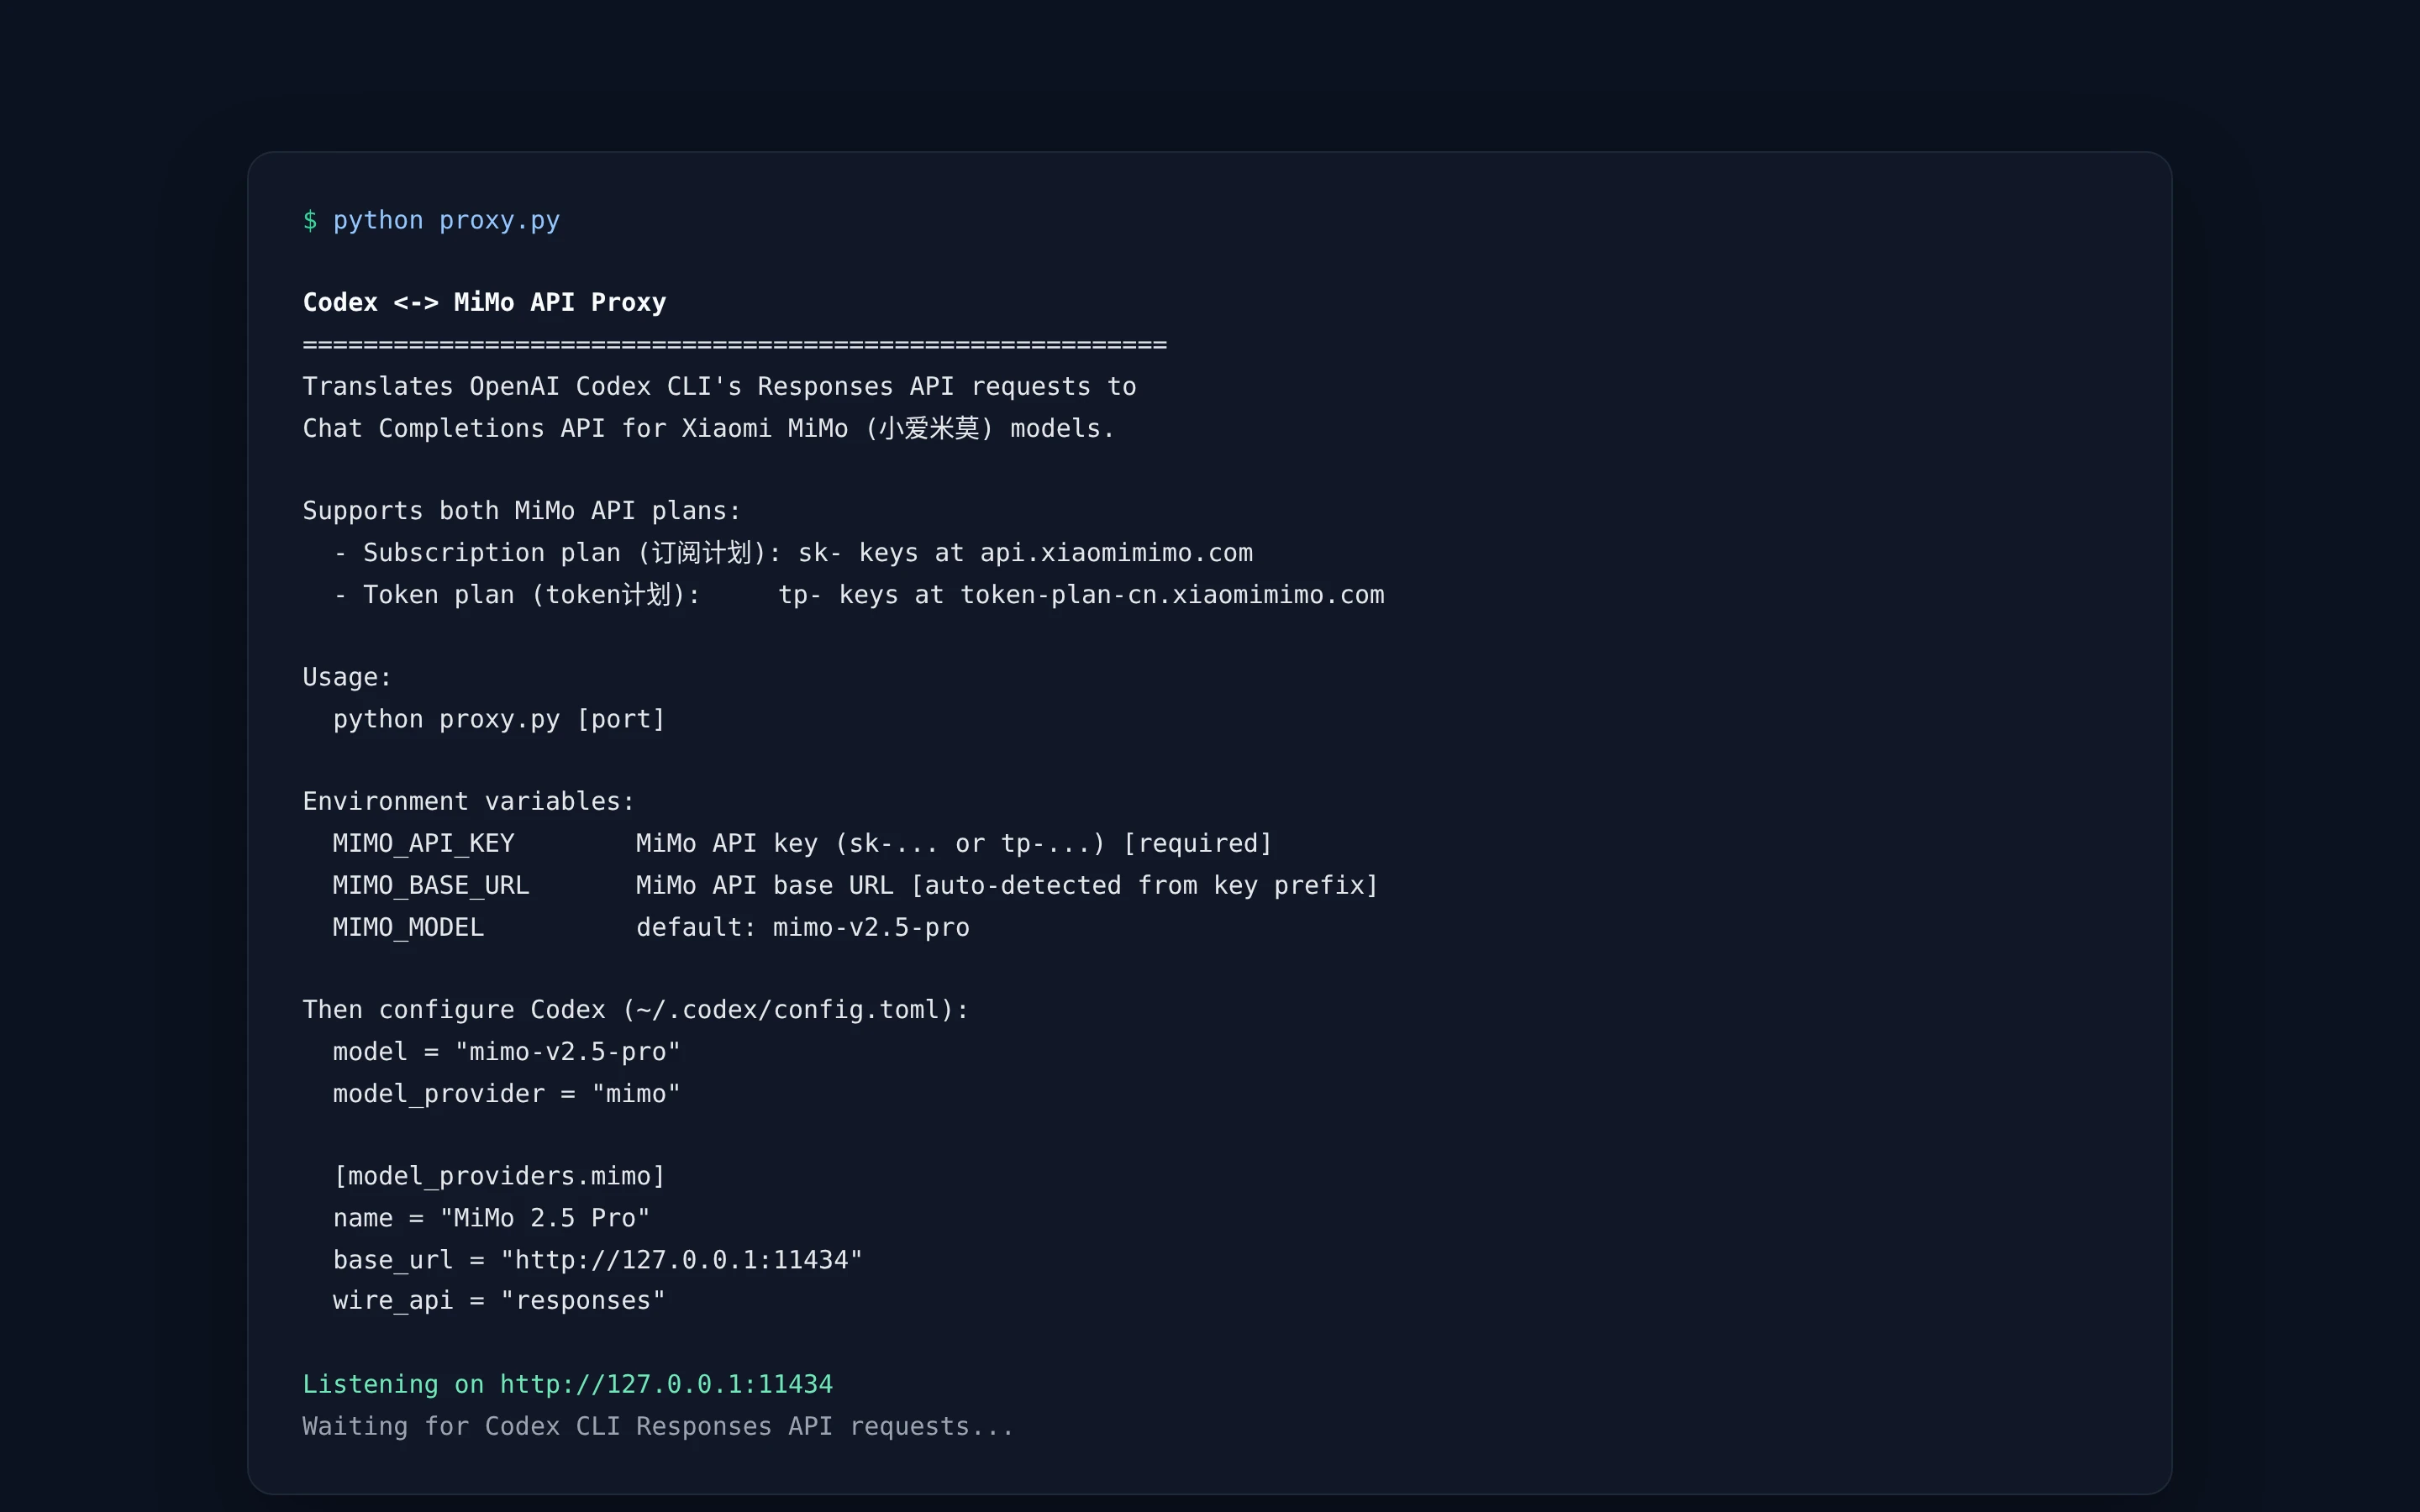 $ python proxy.py
Codex <-> MiMo API Proxy
=========================================================
Translates OpenAI Codex CLI's Responses API requests to
Chat Completions API for Xiaomi MiMo (小爱米莫) models.
Supports both MiMo API plans:
  - Subscription plan (订阅计划): sk- keys at api.xiaomimimo.com
  - Token plan (token计划):     tp- keys at token-plan-cn.xiaomimimo.com
Usage:
  python proxy.py [port]
Environment variables:
  MIMO_API_KEY        MiMo API key (sk-... or tp-...) [required]
  MIMO_BASE_URL       MiMo API base URL [auto-detected from key prefix]
  MIMO_MODEL          default: mimo-v2.5-pro
Then configure Codex (~/.codex/config.toml):
  model = "mimo-v2.5-pro"
  model_provider = "mimo"
  [model_providers.mimo]
  name = "MiMo 2.5 Pro"
  base_url = "http://127.0.0.1:11434"
  wire_api = "responses"
Listening on http://127.0.0.1:11434
Waiting for Codex CLI Responses API requests...